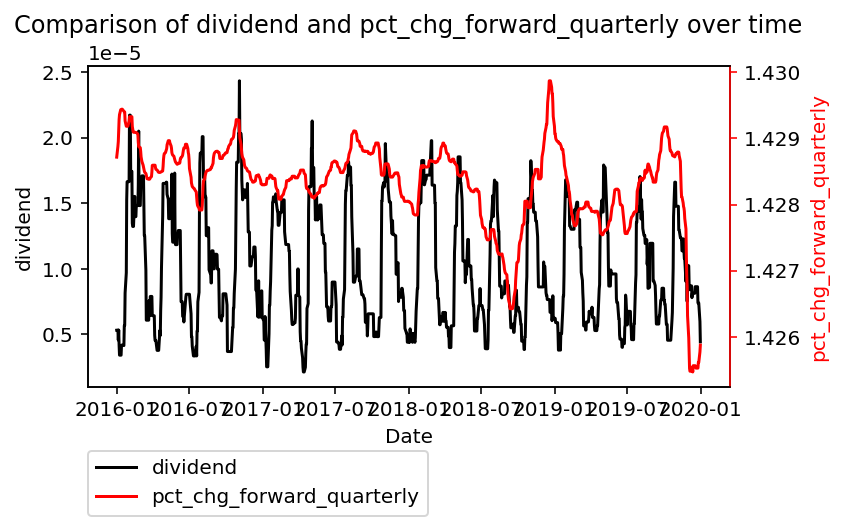 Comparison of dividend and pct_chg_forward_quarterly over time
1e−5
2.5
2.0
1.5
1.0
0.5
dividend
1.430
1.429
1.428
1.427
1.426
pct_chg_forward_quarterly
2016-01 2016-07 2017-01 2017-07 2018-01 2018-07 2019-01 2019-07 2020-01
Date
dividend
pct_chg_forward_quarterly